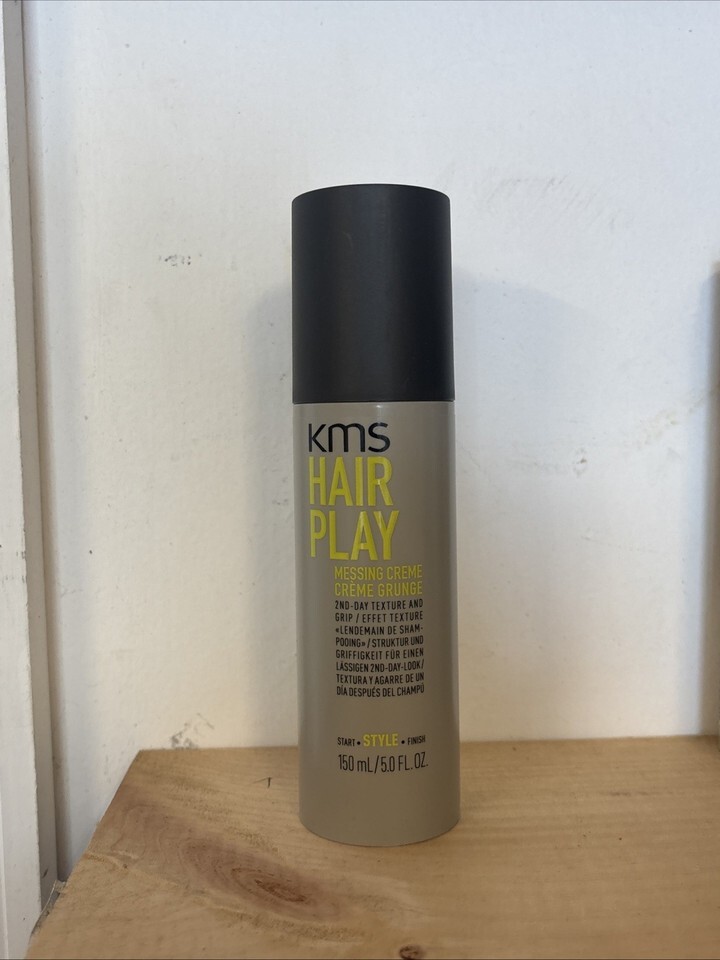 KMS
HAIR
PLAY
MESSING CREME
CRÈME GRUNGE
2ND-DAY TEXTURE AND
GRIP / EFFET TEXTURE
«LENDEMAIN DE SHAM-
POOING» / STRUKTUR UND
GRIFFIGKEIT FÜR EINEN
LÄSSIGEN 2ND-DAY-LOOK/
TEXTURA Y AGARRE DE UN
DÍA DESPUÉS DEL CHAMPÚ
START • STYLE • FINISH
150 mL/5.0 FL.OZ.